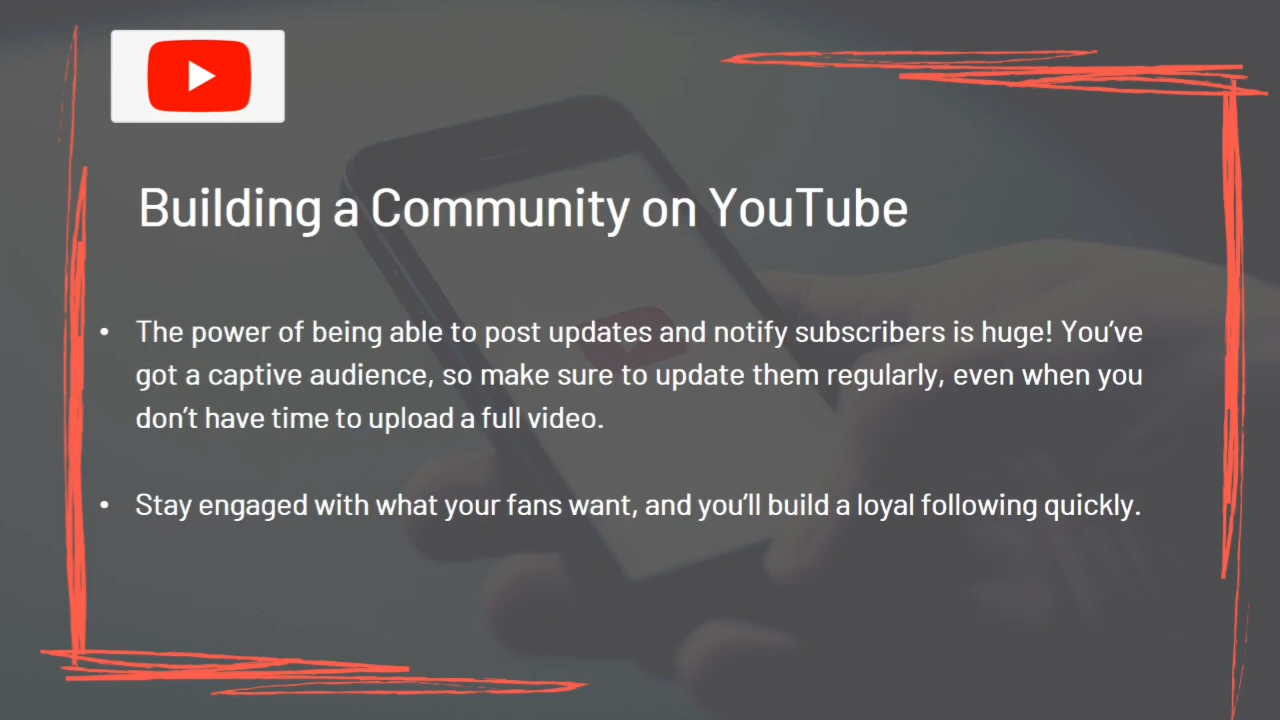 Building a Community on YouTube
• The power of being able to post updates and notify subscribers is huge! You’ve
got a captive audience, so make sure to update them regularly, even when you
don’t have time to upload a full video.
• Stay engaged with what your fans want, and you’ll build a loyal following quickly.